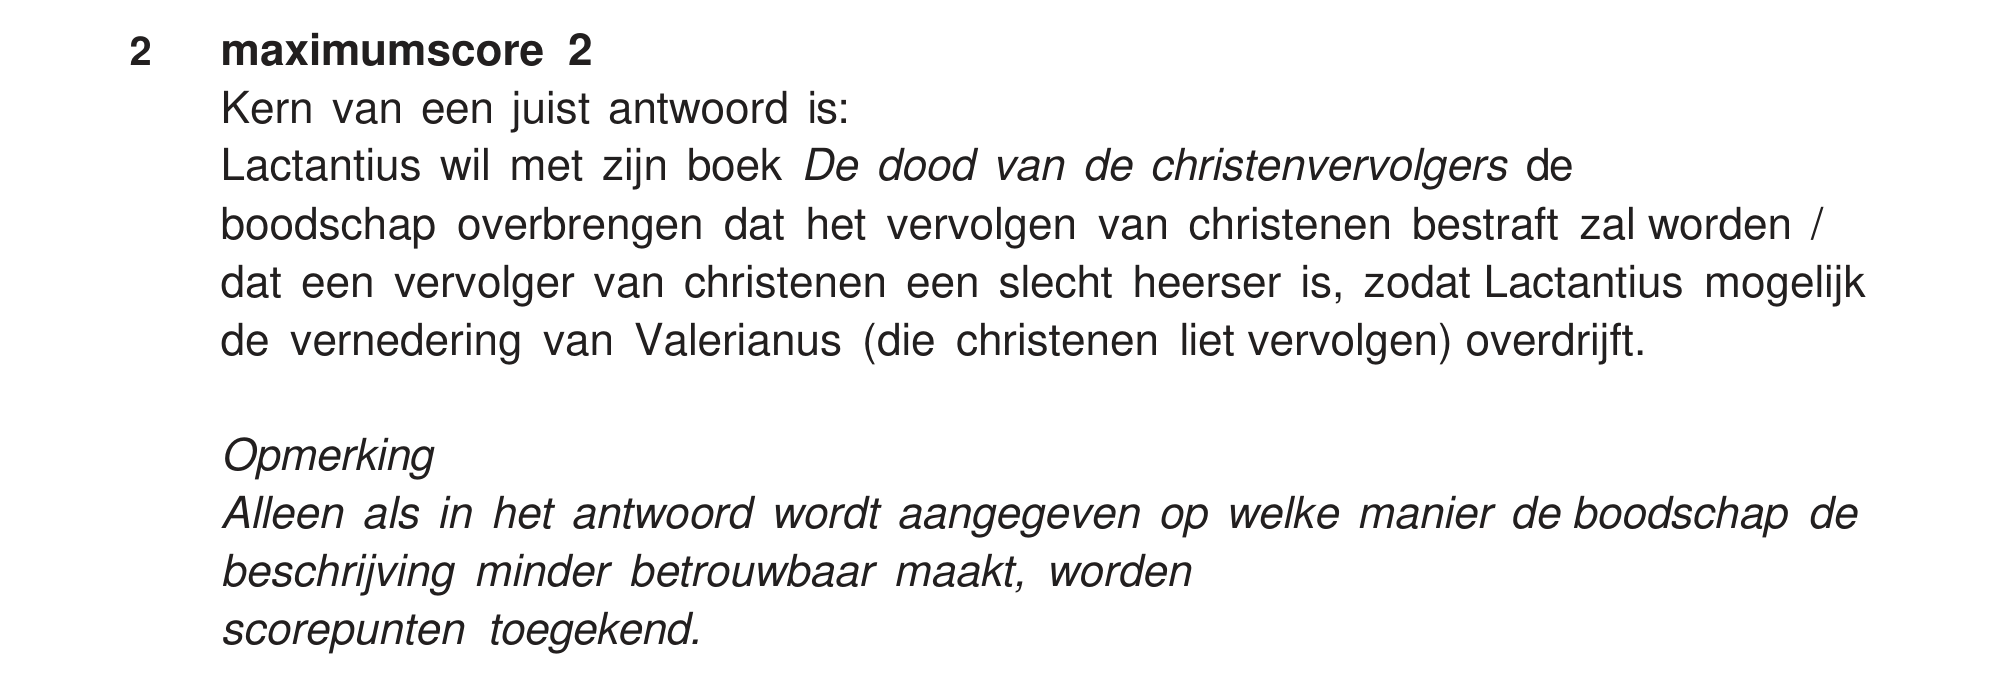 2 maximumscore 2
Kern van een juist antwoord is:
Lactantius wil met zijn boek De dood van de christenvervolgers de
boodschap overbrengen dat het vervolgen van christenen bestraft zal worden /
dat een vervolger van christenen een slecht heerser is, zodat Lactantius mogelijk
de vernedering van Valerianus (die christenen liet vervolgen) overdrijft.
Opmerking
Alleen als in het antwoord wordt aangegeven op welke manier de boodschap de
beschrijving minder betrouwbaar maakt, worden
scorepunten toegekend.